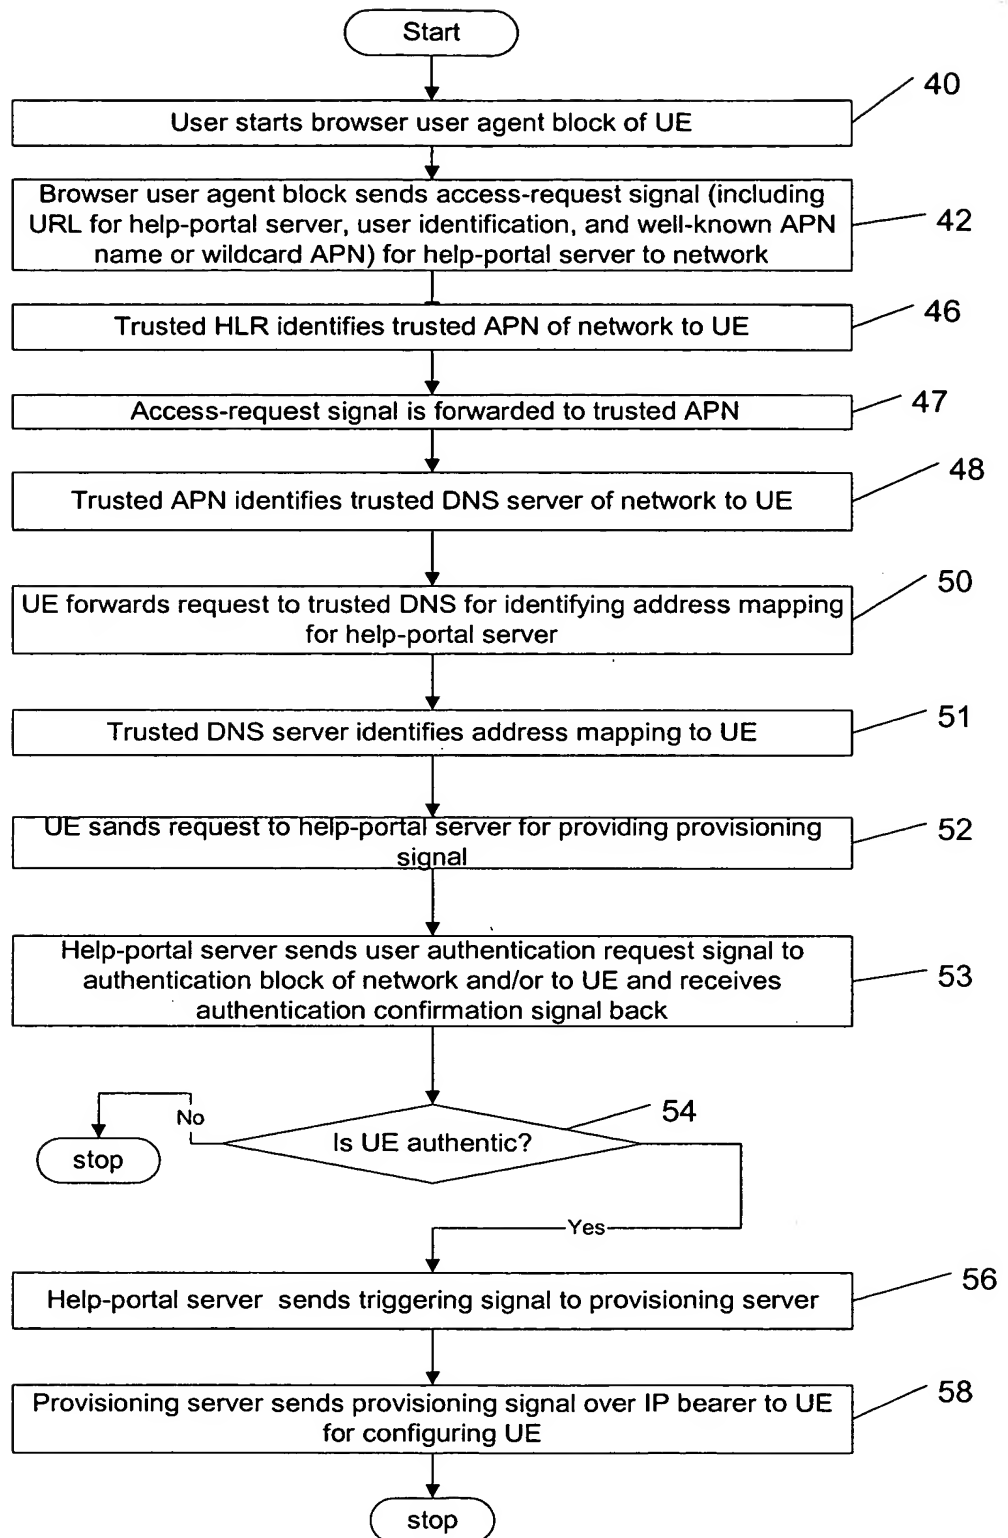 Start
40
User starts browser user agent block of UE
Browser user agent block sends access-request signal (including
URL for help-portal server, user identification, and well-known APN
name or wildcard APN) for help-portal server to network
42
46
Trusted HLR identifies trusted APN of network to UE
47
Access-request signal is forwarded to trusted APN
48
Trusted APN identifies trusted DNS server of network to UE
50
UE forwards request to trusted DNS for identifying address mapping
for help-portal server
51
Trusted DNS server identifies address mapping to UE
UE sands request to help-portal server for providing provisioning
signal
52
Help-portal server sends user authentication request signal to
authentication block of network and/or to UE and receives
authentication confirmation signal back
53
54
No
Is UE authentic?
stop
Yes
56
Help-portal server sends triggering signal to provisioning server
58
Provisioning server sends provisioning signal over IP bearer to UE
for configuring UE
stop